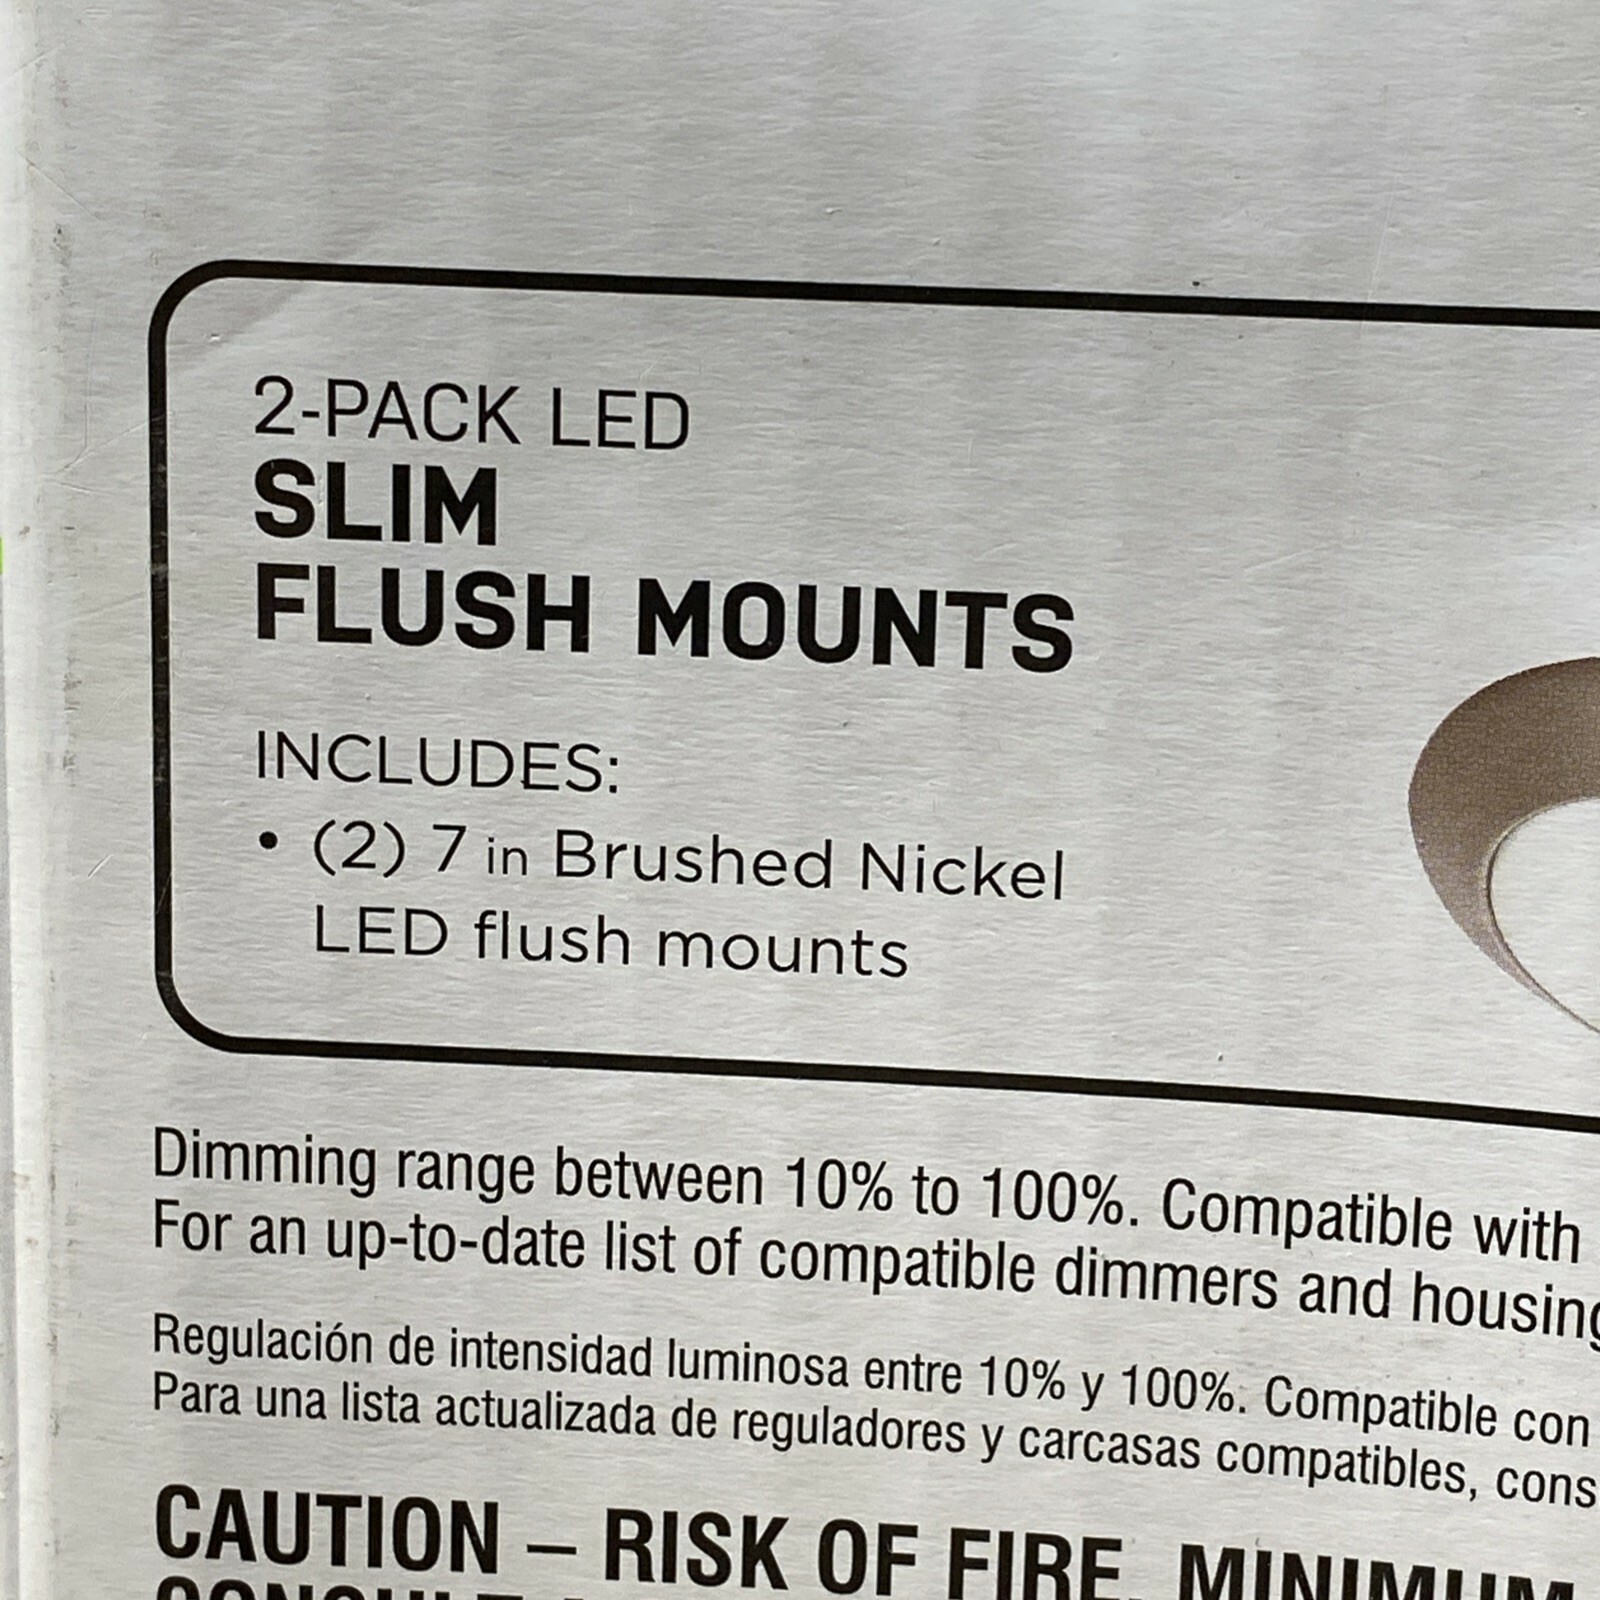 2-PACK LED
SLIM
FLUSH MOUNTS
INCLUDES:
• (2) 7 in Brushed Nickel
LED flush mounts
Dimming range between 10% to 100%. Compatible with
For an up-to-date list of compatible dimmers and housing
Regulación de intensidad luminosa entre 10% y 100%. Compatible con
Para una lista actualizada de reguladores y carcasas compatibles, cons
CAUTION – RISK OF FIRE. MINIMUM